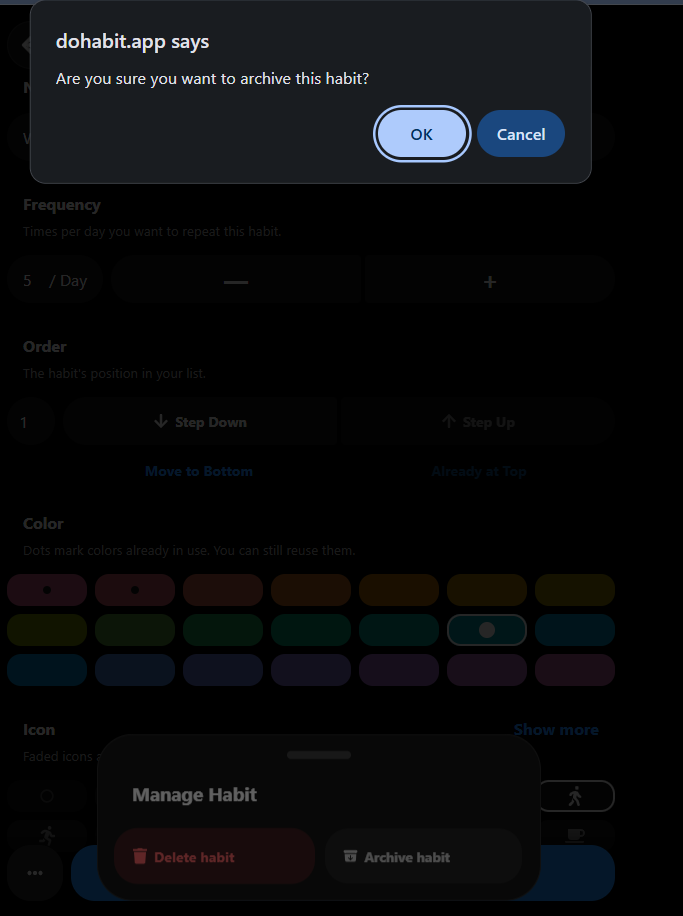 dohabit.app says
Are you sure you want to archive this habit?
OK
Cancel
Frequency
Times per day you want to repeat this habit.
5 / Day
Order
The habit's position in your list.
1
Step Down
Step Up
Move to Bottom
Already at Top
Color
Dots mark colors already in use. You can still reuse them.
Icon
Show more
Faded icons
Manage Habit
Delete habit
Archive habit